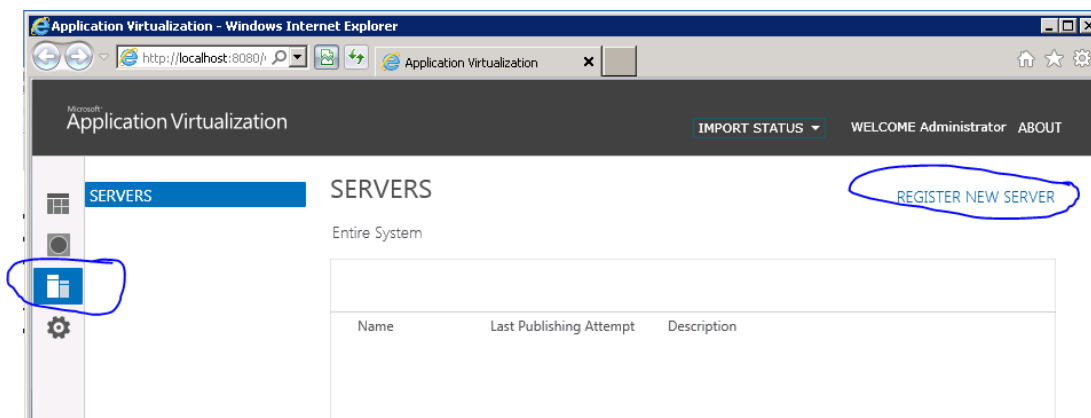 Application Virtualization - Windows Internet Explorer
http://localhost:8080/
Application Virtualization
Microsoft
Application Virtualization
IMPORT STATUS
WELCOME Administrator
ABOUT
SERVERS
SERVERS
REGISTER NEW SERVER
Entire System
Name
Last Publishing Attempt
Description